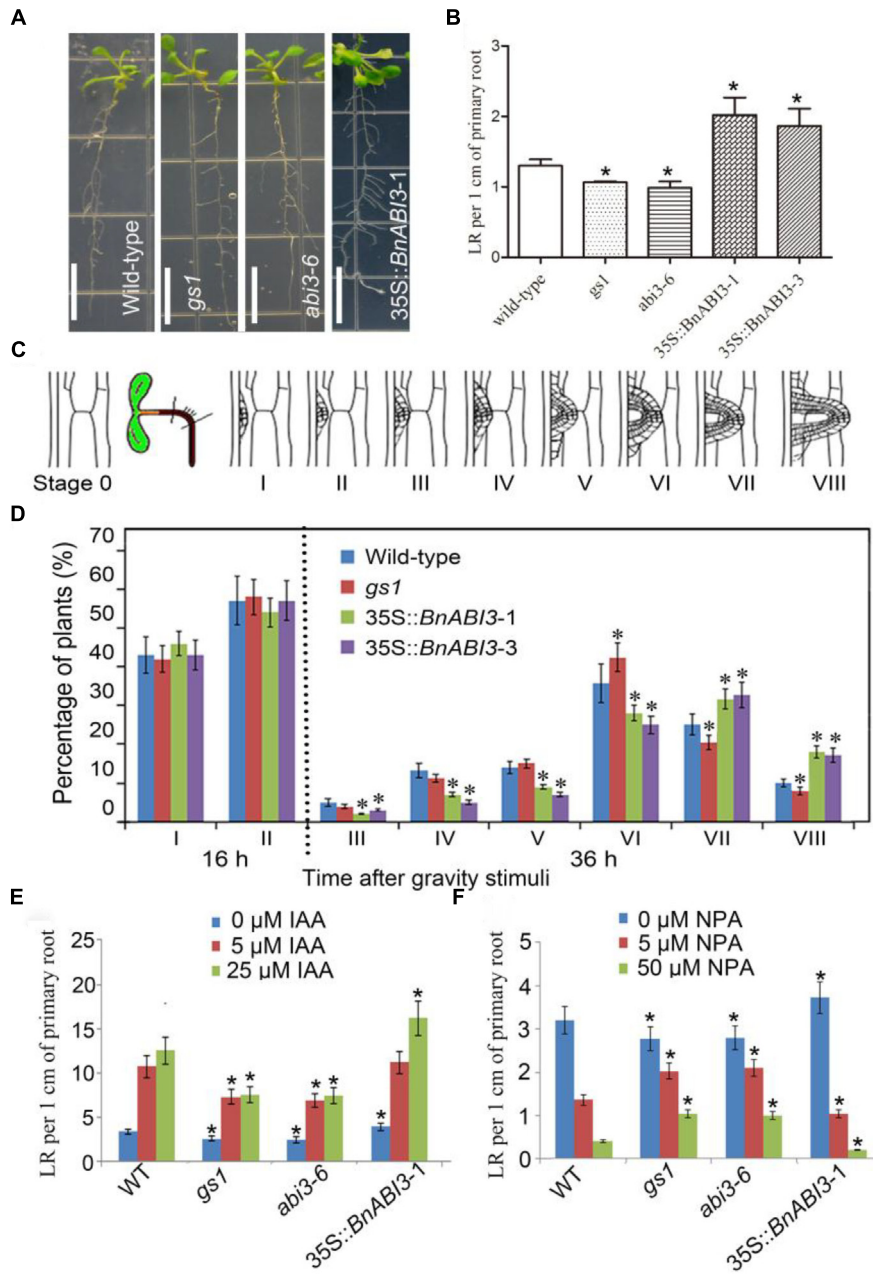 A
Wild-type
gs1
abi3-6
35S::BnABI3-1
B
LR per 1 cm of primary root
3
2
1
0
wild-type
gs1
abi3-6
35S::BnABI3-1
35S::BnABI3-3
* * * *
C
Stage 0 I II III IV V VI VII VIII
D
Percentage of plants (%)
70
60
50
40
30
20
10
0
Wild-type
gs1
35S::BnABI3-1
35S::BnABI3-3
* * * * * * * * * * * * * * *
I II III IV V VI VII VIII
16 h 36 h
Time after gravity stimuli
E
LR per 1 cm of primary root
0 µM IAA
5 µM IAA
25 µM IAA
25
20
15
10
5
0
* * * * * * * *
WT
gs1
abi3-6
35S::BnABI3-1
F
LR per 1 cm of primary root
0 µM NPA
5 µM NPA
50 µM NPA
5
4
3
2
1
0
* * * * * * * * *
WT
gs1
abi3-6
35S::BnABI3-1